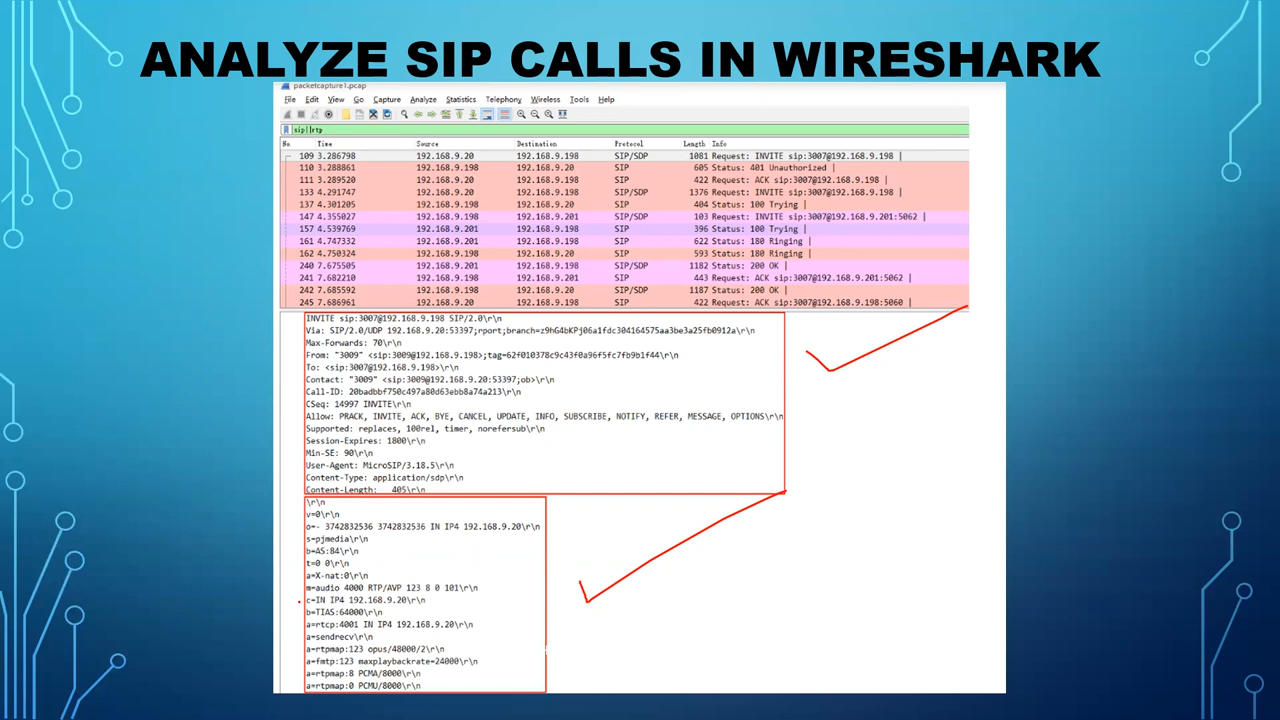 ANALYZE SIP CALLS IN WIRESHARK
packetcapture1.pcap
File Edit View Go Capture Analyze Statistics Telephony Wireless Tools Help
sip||rtp
No. Time Source Destination Protocol Length Info
109 3.286798 192.168.9.20 192.168.9.198 SIP/SDP 1081 Request: INVITE sip:3007@192.168.9.198 |
110 3.288861 192.168.9.198 192.168.9.20 SIP 605 Status: 401 Unauthorized |
111 3.289520 192.168.9.20 192.168.9.198 SIP 422 Request: ACK sip:3007@192.168.9.198 |
133 4.291747 192.168.9.20 192.168.9.198 SIP/SDP 1376 Request: INVITE sip:3007@192.168.9.198 |
137 4.301205 192.168.9.198 192.168.9.20 SIP 404 Status: 100 Trying |
147 4.355027 192.168.9.198 192.168.9.201 SIP/SDP 103 Request: INVITE sip:3007@192.168.9.201:5062 |
157 4.539769 192.168.9.201 192.168.9.198 SIP 396 Status: 100 Trying |
161 4.747332 192.168.9.201 192.168.9.198 SIP 622 Status: 180 Ringing |
162 4.750324 192.168.9.198 192.168.9.20 SIP 593 Status: 180 Ringing |
240 7.675505 192.168.9.201 192.168.9.198 SIP/SDP 1182 Status: 200 OK |
241 7.682210 192.168.9.198 192.168.9.201 SIP 443 Request: ACK sip:3007@192.168.9.201:5062 |
242 7.685592 192.168.9.198 192.168.9.20 SIP/SDP 1187 Status: 200 OK |
245 7.686961 192.168.9.20 192.168.9.198 SIP 422 Request: ACK sip:3007@192.168.9.198:5060 |
INVITE sip:3007@192.168.9.198 SIP/2.0\r\n
Via: SIP/2.0/UDP 192.168.9.20:53397;rport;branch=z9hG4bKPj06a1fdc304164575aa3be3a25fb0912a\r\n
Max-Forwards: 70\r\n
From: "3009" <sip:3009@192.168.9.198>;tag=62f010378c9c43f0a96f5fc7fb9b1f44\r\n
To: <sip:3007@192.168.9.198>\r\n
Contact: "3009" <sip:3009@192.168.9.20:53397;ob>\r\n
Call-ID: 20badbbf750c497a80d63ebb8a74a213\r\n
CSeq: 14997 INVITE\r\n
Allow: PRACK, INVITE, ACK, BYE, CANCEL, UPDATE, INFO, SUBSCRIBE, NOTIFY, REFER, MESSAGE, OPTIONS\r\n
Supported: replaces, 100rel, timer, norefersub\r\n
Session-Expires: 1800\r\n
Min-SE: 90\r\n
User-Agent: MicroSIP/3.18.5\r\n
Content-Type: application/sdp\r\n
Content-Length: 405\r\n
\r\n
v=0\r\n
o=- 3742832536 3742832536 IN IP4 192.168.9.20\r\n
s=pjmedia\r\n
b=AS:84\r\n
t=0 0\r\n
a=X-nat:0\r\n
m=audio 4000 RTP/AVP 123 8 0 101\r\n
c=IN IP4 192.168.9.20\r\n
b=TIAS:64000\r\n
a=rtcp:4001 IN IP4 192.168.9.20\r\n
a=sendrecv\r\n
a=rtpmap:123 opus/48000/2\r\n
a=fmtp:123 maxplaybackrate=24000\r\n
a=rtpmap:8 PCMA/8000\r\n
a=rtpmap:0 PCMU/8000\r\n